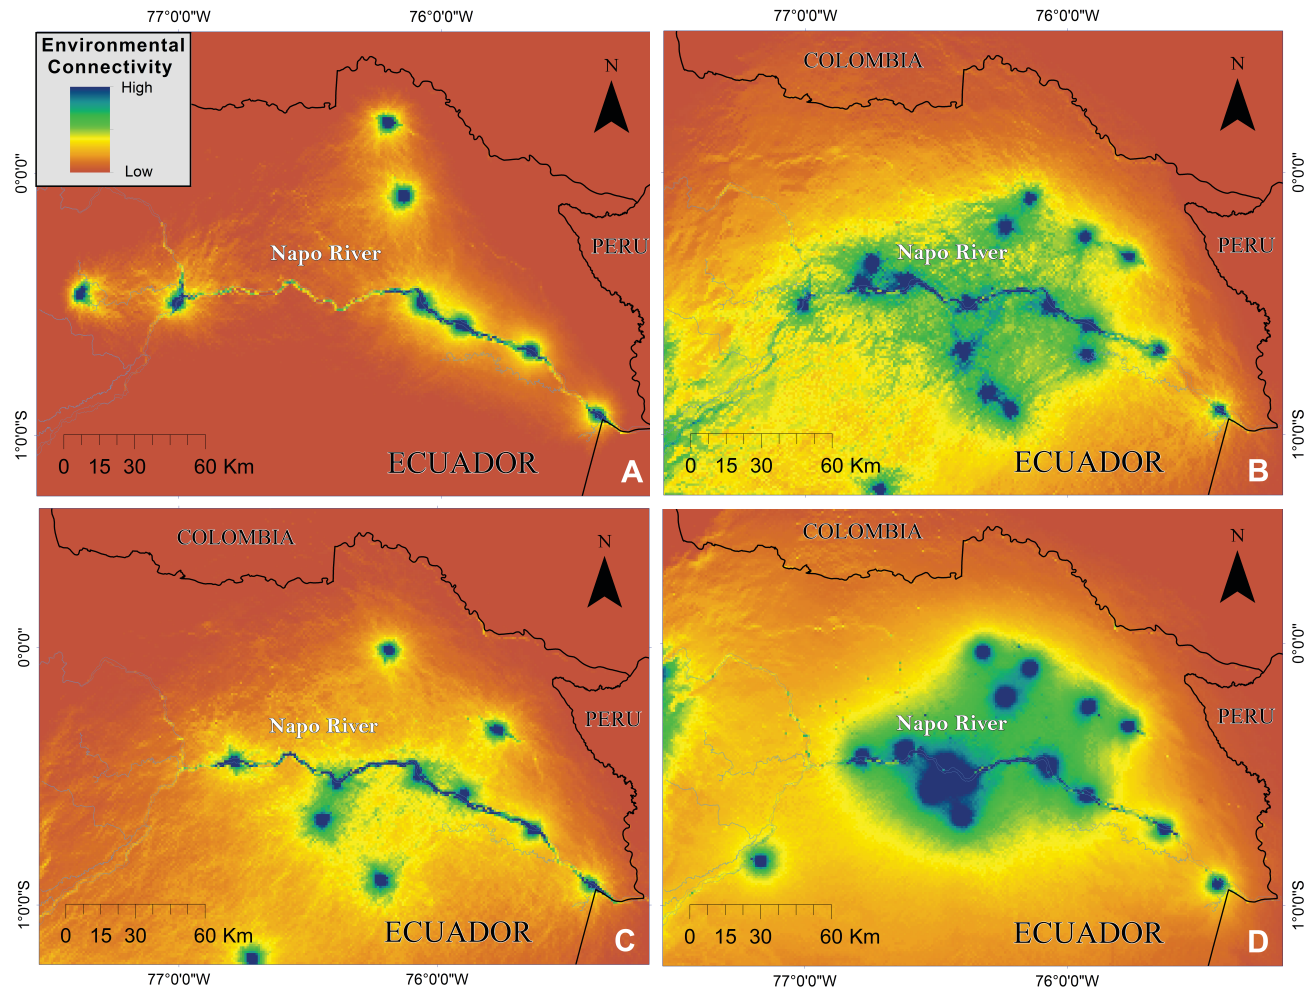 77°0'0"W
76°0'0"W
77°0'0"W
76°0'0"W
Environmental
Connectivity
High
Low
N
0°0'0"
Napo River
PERU
1°0'0"S
0 15 30 60 Km
ECUADOR
A
COLOMBIA
N
0°0'0"
Napo River
PERU
1°0'0"S
0 15 30 60 Km
ECUADOR
B
COLOMBIA
N
0°0'0"
Napo River
PERU
1°0'0"S
0 15 30 60 Km
ECUADOR
C
COLOMBIA
N
0°0'0"
Napo River
PERU
1°0'0"S
0 15 30 60 Km
ECUADOR
D
77°0'0"W
76°0'0"W
77°0'0"W
76°0'0"W